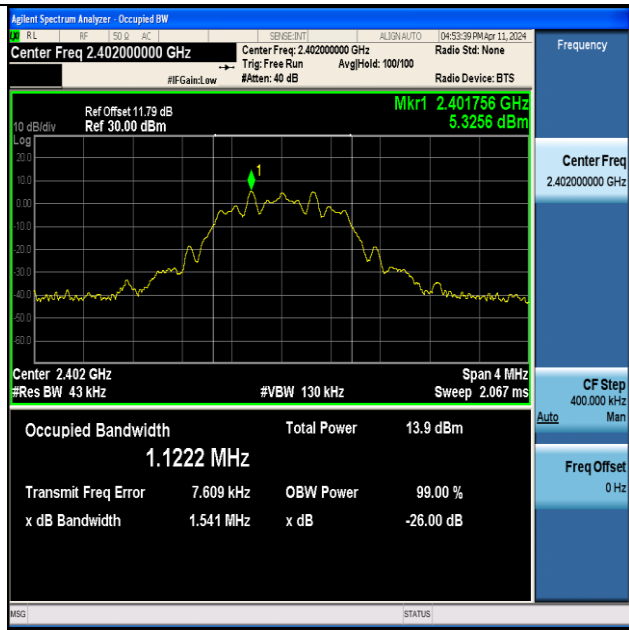 Agilent Spectrum Analyzer - Occupied BW
LXI RL RF 50 Ω AC SENSE:INT ALIGN AUTO 04:53:39 PM Apr 11, 2024
Center Freq 2.402000000 GHz
Center Freq: 2.402000000 GHz
Radio Std: None
Trig: Free Run Avg|Hold: 100/100
#IFGain:Low
#Atten: 40 dB
Radio Device: BTS
Frequency
Ref Offset 11.79 dB
Mkr1 2.401756 GHz
10 dB/div Ref 30.00 dBm 5.3256 dBm
Log
20.0
10.0
0.00
-10.0
-20.0
-30.0
-40.0
-50.0
-60.0
1
Center 2.402 GHz Span 4 MHz
#Res BW 43 kHz #VBW 130 kHz Sweep 2.067 ms
Occupied Bandwidth Total Power 13.9 dBm
1.1222 MHz
Transmit Freq Error 7.609 kHz OBW Power 99.00 %
x dB Bandwidth 1.541 MHz x dB -26.00 dB
Center Freq
2.402000000 GHz
CF Step
400.000 kHz
Auto Man
Freq Offset
0 Hz
MSG STATUS